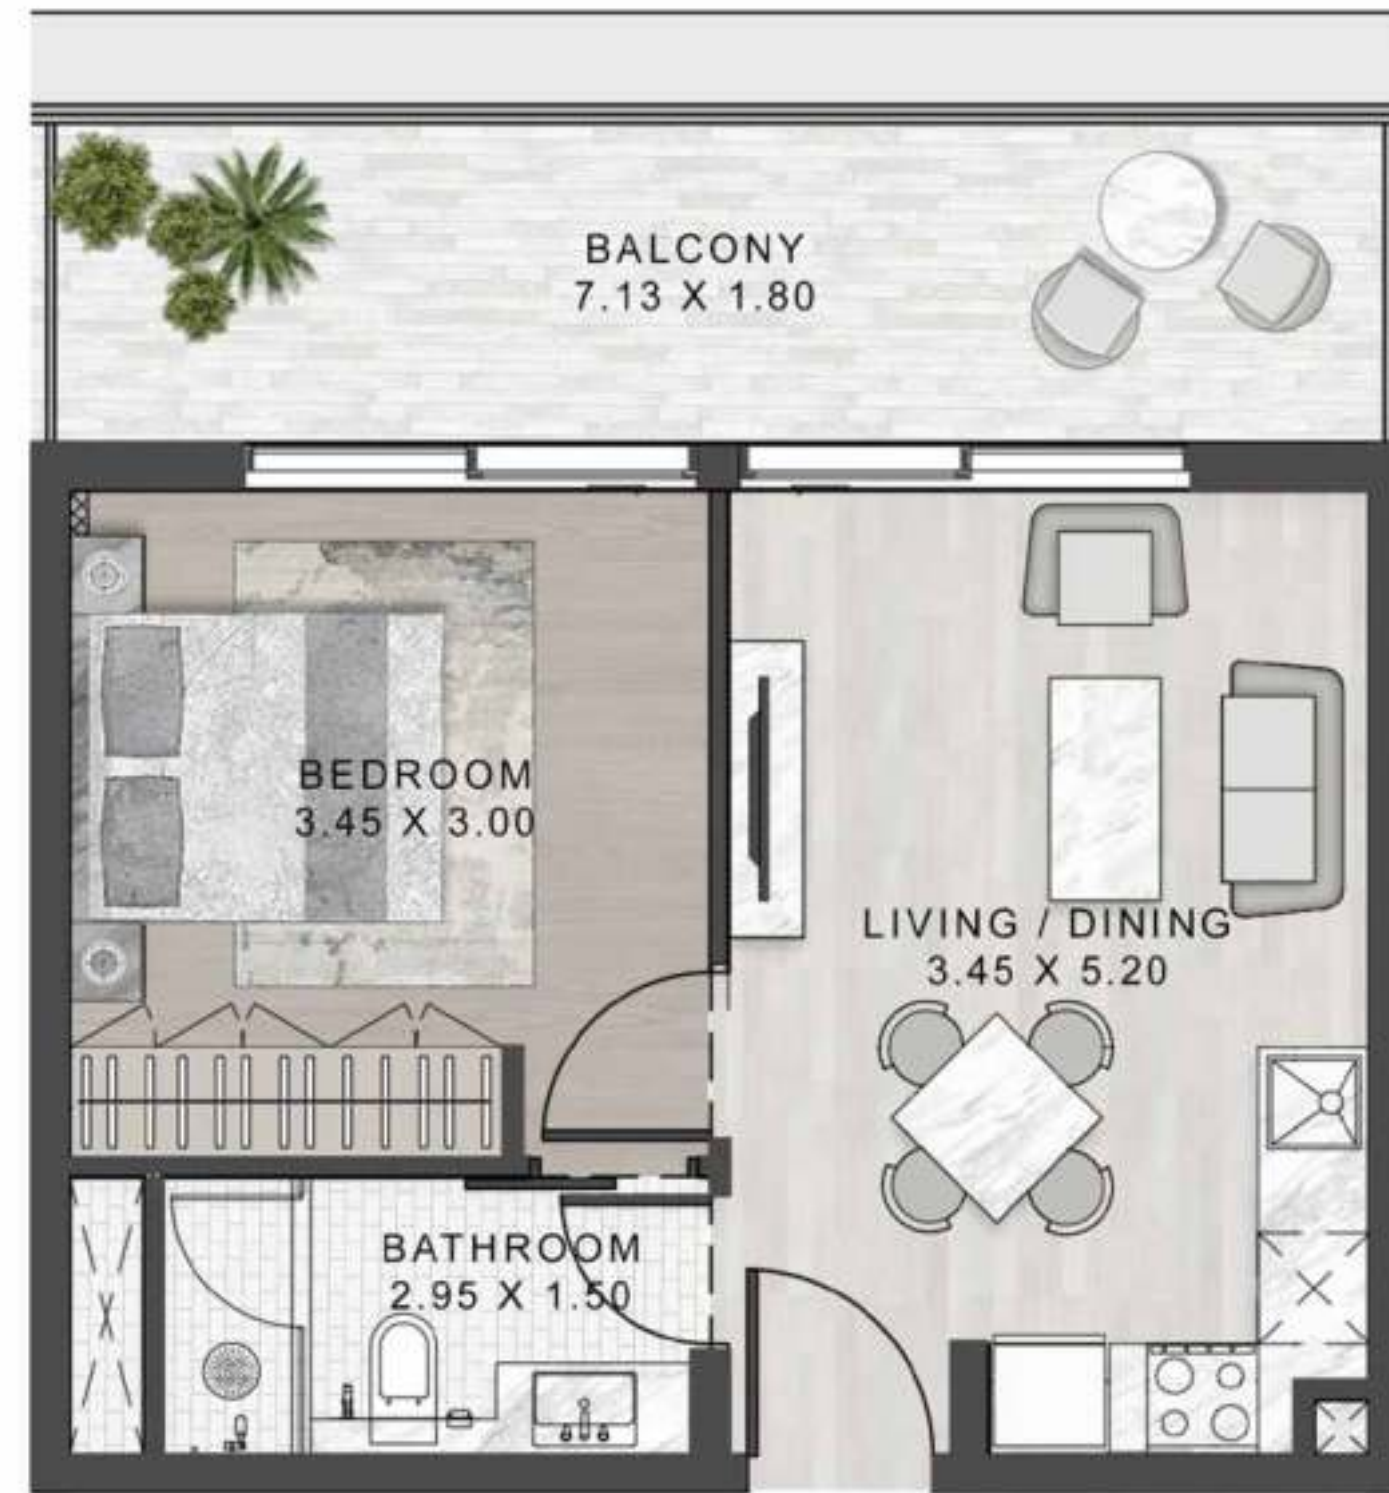 BALCONY
7.13 X 1.80
BEDROOM
3.45 X 3.00
LIVING / DINING
3.45 X 5.20
BATHROOM
2.95 X 1.50